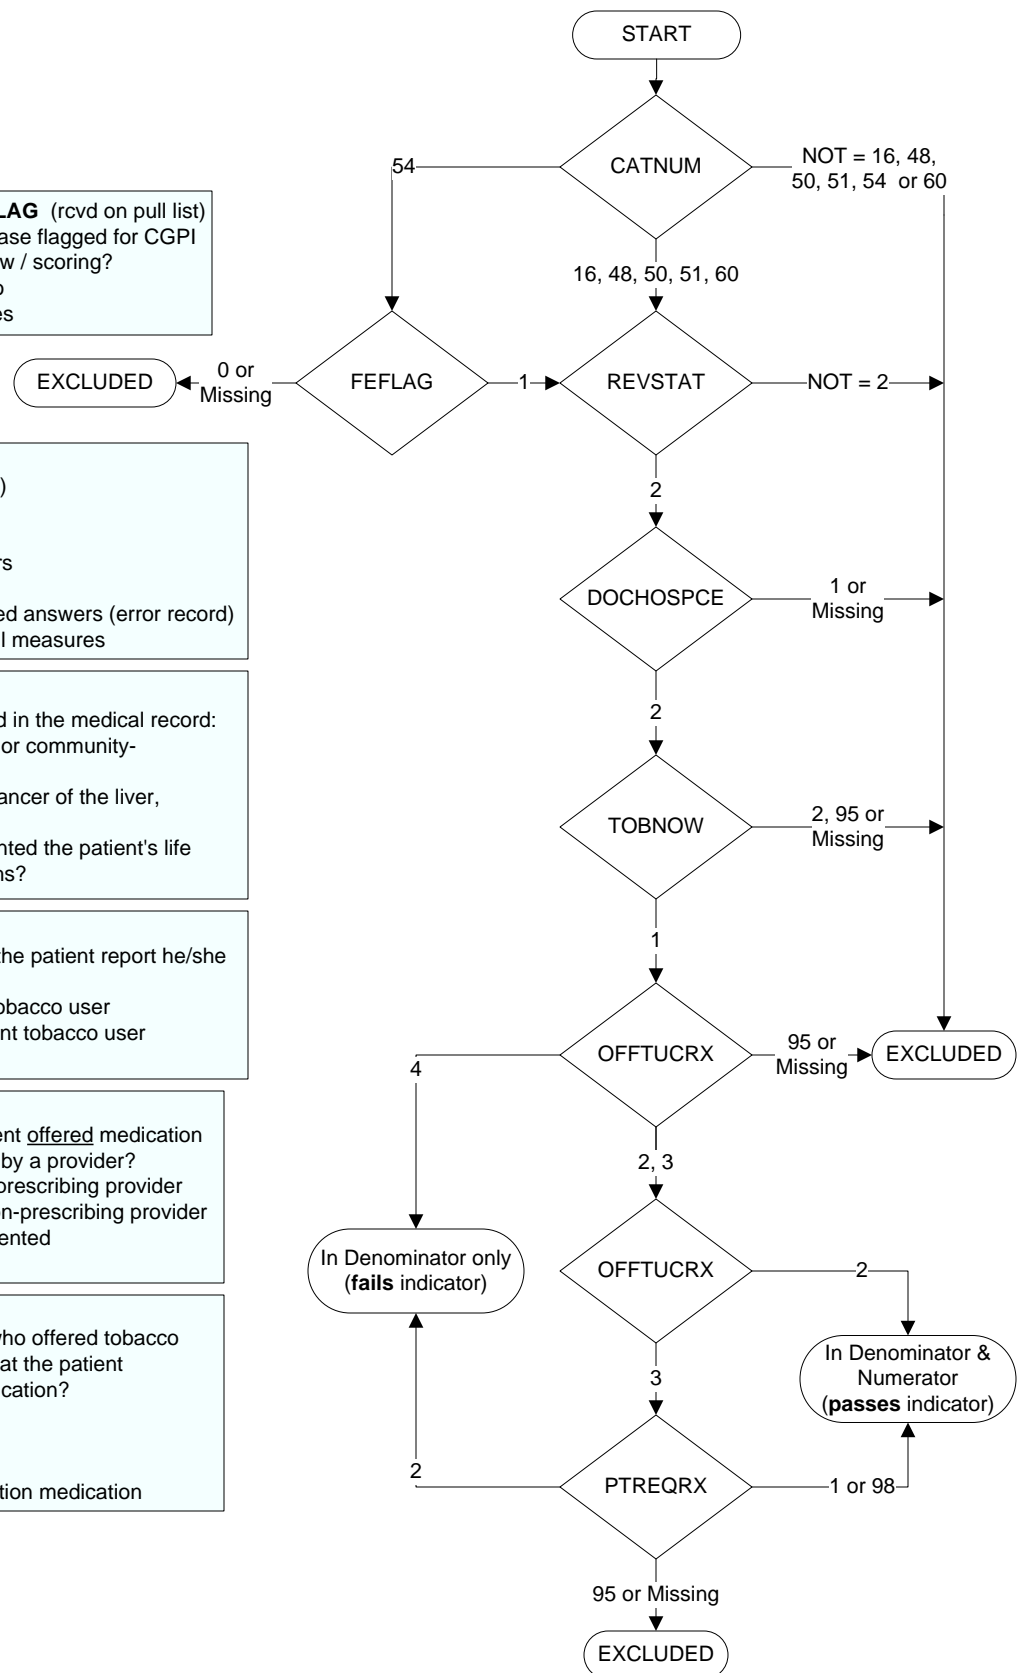 START
CATNUM
54
NOT = 16, 48,
50, 51, 54 or 60
16, 48, 50, 51, 60
LAG (rcvd on pull list)
ase flagged for CGPI
w / scoring?
o
es
EXCLUDED
0 or
Missing
FEFLAG
1
REVSTAT
NOT = 2
2
)
rs
ed answers (error record)
l measures
DOCHOSPCE
1 or
Missing
2
d in the medical record:
or community-
ancer of the liver,
nted the patient's life
ns?
TOBNOW
2, 95 or
Missing
1
the patient report he/she
obacco user
nt tobacco user
OFFTUCRX
95 or
Missing
EXCLUDED
4
2, 3
ent offered medication
by a provider?
prescribing provider
on-prescribing provider
ented
In Denominator only
(fails indicator)
OFFTUCRX
2
3
In Denominator &
Numerator
(passes indicator)
who offered tobacco
at the patient
ication?
tion medication
2
PTREQRX
1 or 98
95 or Missing
EXCLUDED